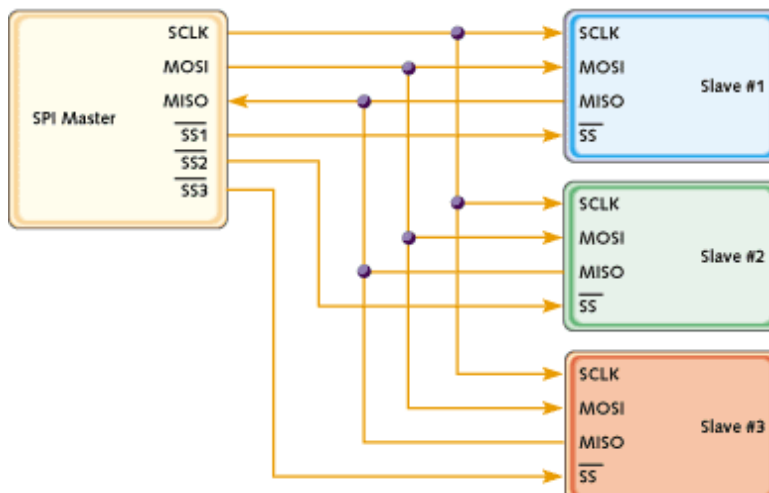 SPI Master
SCLK
MOSI
MISO
SS1
SS2
SS3
SCLK
MOSI
MISO
SS
Slave #1
SCLK
MOSI
MISO
SS
Slave #2
SCLK
MOSI
MISO
SS
Slave #3